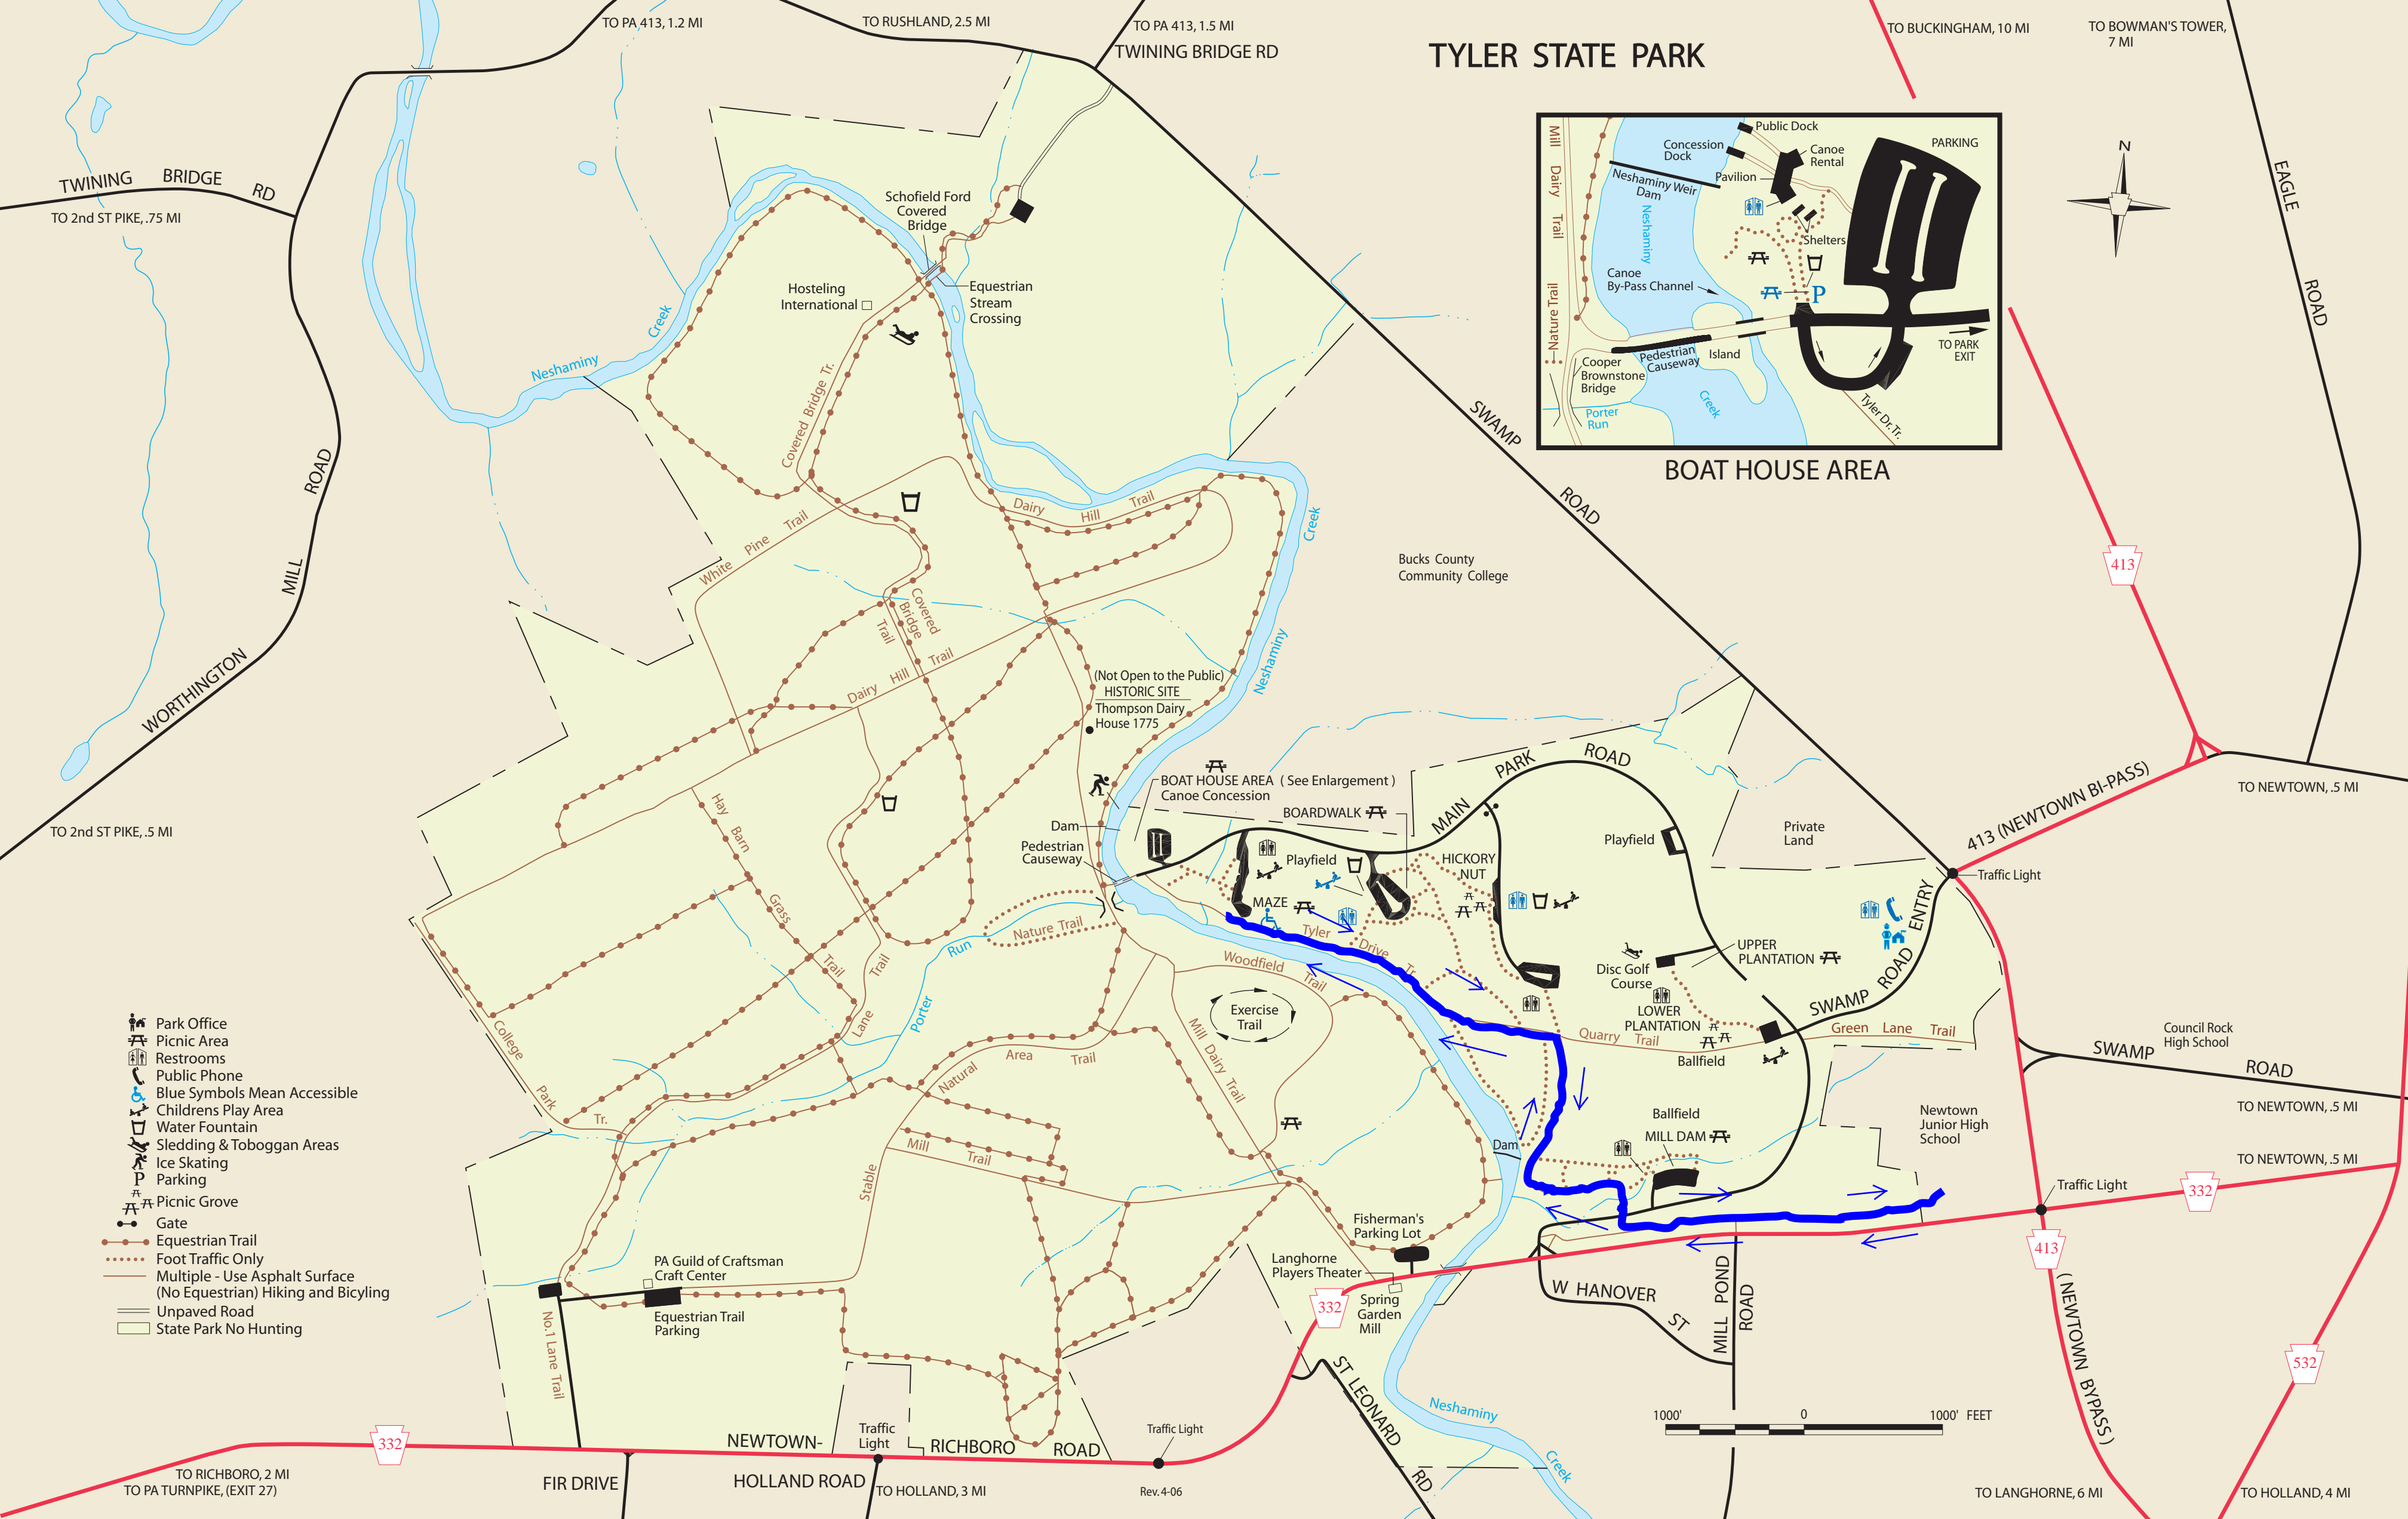 TYLER STATE PARK
TO PA 413, 1.2 MI
TO RUSHLAND, 2.5 MI
TO PA 413, 1.5 MI
TWINING BRIDGE RD
TO BUCKINGHAM, 10 MI
TO BOWMAN'S TOWER,
7 MI
N
EAGLE
ROAD
TWINING BRIDGE RD
TO 2nd ST PIKE, .75 MI
Mill Dairy Trail
Nature Trail
Public Dock
Concession
Dock
Canoe
Rental
PARKING
Neshaminy Weir
Dam
Pavilion
Neshaminy
Shelters
Canoe
By-Pass Channel
P
TO PARK
EXIT
Cooper
Brownstone
Bridge
Pedestrian
Causeway
Island
Porter
Run
Creek
Tyler Dr. Tr.
BOAT HOUSE AREA
Schofield Ford
Covered
Bridge
Hosteling
International
Equestrian
Stream
Crossing
Creek
Neshaminy
Covered Bridge Tr.
SWAMP
ROAD
MILL
ROAD
WORTHINGTON
TO 2nd ST PIKE, .5 MI
White Pine Trail
Dairy Hill Trail
Creek
Neshaminy
Bucks County
Community College
413
Covered
Bridge
Trail
Dairy Hill Trail
(Not Open to the Public)
HISTORIC SITE
Thompson Dairy
House 1775
Hay Barn
Grass Trail
BOAT HOUSE AREA ( See Enlargement )
Canoe Concession
BOARDWALK
Dam
Pedestrian
Causeway
MAIN PARK ROAD
Playfield
Playfield
HICKORY
NUT
MAZE
Private
Land
413 (NEWTOWN BI-PASS)
TO NEWTOWN, .5 MI
Traffic Light
SWAMP ROAD ENTRY
UPPER
PLANTATION
Disc Golf
Course
LOWER
PLANTATION
Ballfield
Quarry Trail
Green Lane Trail
Tyler Drive Tr.
Nature Trail
Run
Porter
Lane Trail
Woodfield Trail
Exercise
Trail
Mill Dairy Trail
Natural Area Trail
College Park Tr.
Mill Trail
Stable
Dam
Ballfield
MILL DAM
Council Rock
High School
SWAMP ROAD
TO NEWTOWN, .5 MI
Newtown
Junior High
School
TO NEWTOWN, .5 MI
Traffic Light
332
413
( NEWTOWN BYPASS )
532
Park Office
Picnic Area
Restrooms
Public Phone
Blue Symbols Mean Accessible
Childrens Play Area
Water Fountain
Sledding & Toboggan Areas
Ice Skating
P Parking
Picnic Grove
Gate
Equestrian Trail
Foot Traffic Only
Multiple - Use Asphalt Surface
(No Equestrian) Hiking and Bicyling
Unpaved Road
State Park No Hunting
Fisherman's
Parking Lot
Langhorne
Players Theater
332
Spring
Garden
Mill
W HANOVER ST
MILL POND
ROAD
PA Guild of Craftsman
Craft Center
Equestrian Trail
Parking
No.1 Lane Trail
ST LEONARD RD
Neshaminy
Creek
1000' 0 1000' FEET
332
NEWTOWN-
RICHBORO ROAD
Traffic
Light
Traffic Light
TO RICHBORO, 2 MI
TO PA TURNPIKE, (EXIT 27)
FIR DRIVE
HOLLAND ROAD
TO HOLLAND, 3 MI
Rev. 4-06
TO LANGHORNE, 6 MI
TO HOLLAND, 4 MI